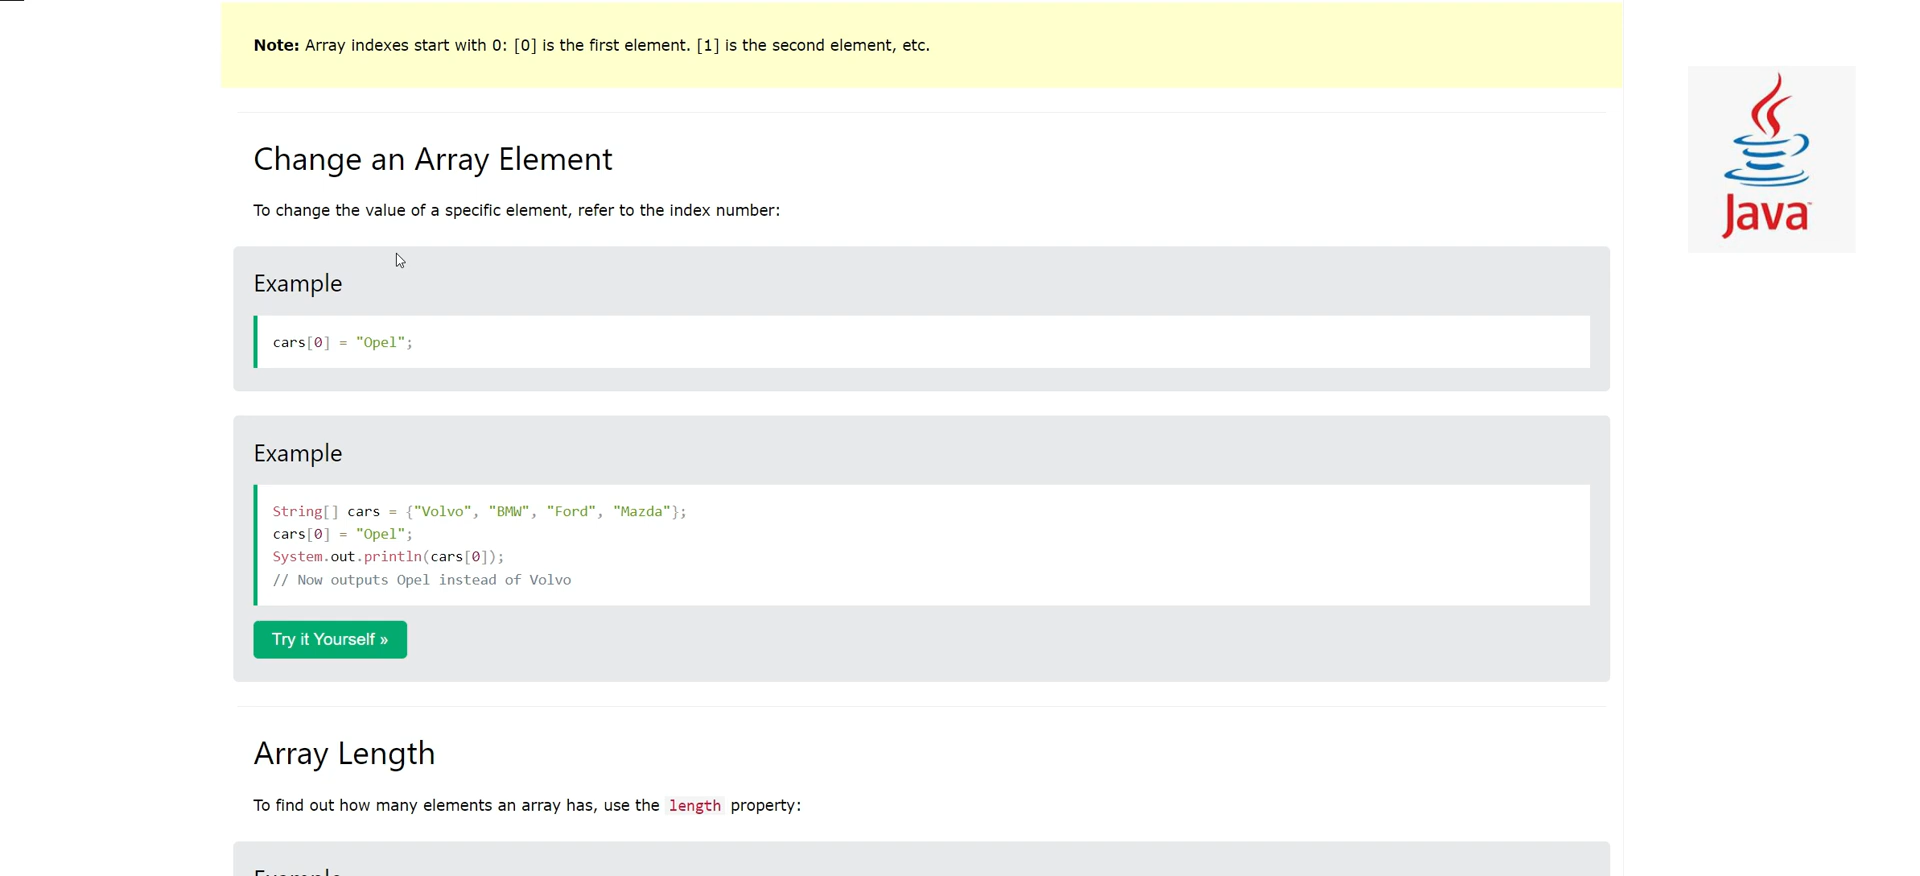 Note: Array indexes start with 0: [0] is the first element. [1] is the second element, etc.
Java™
Change an Array Element
To change the value of a specific element, refer to the index number:
Example
cars[0] = "Opel";
Example
String[] cars = {"Volvo", "BMW", "Ford", "Mazda"};
cars[0] = "Opel";
System.out.println(cars[0]);
// Now outputs Opel instead of Volvo
Try it Yourself »
Array Length
To find out how many elements an array has, use the length property:
Example